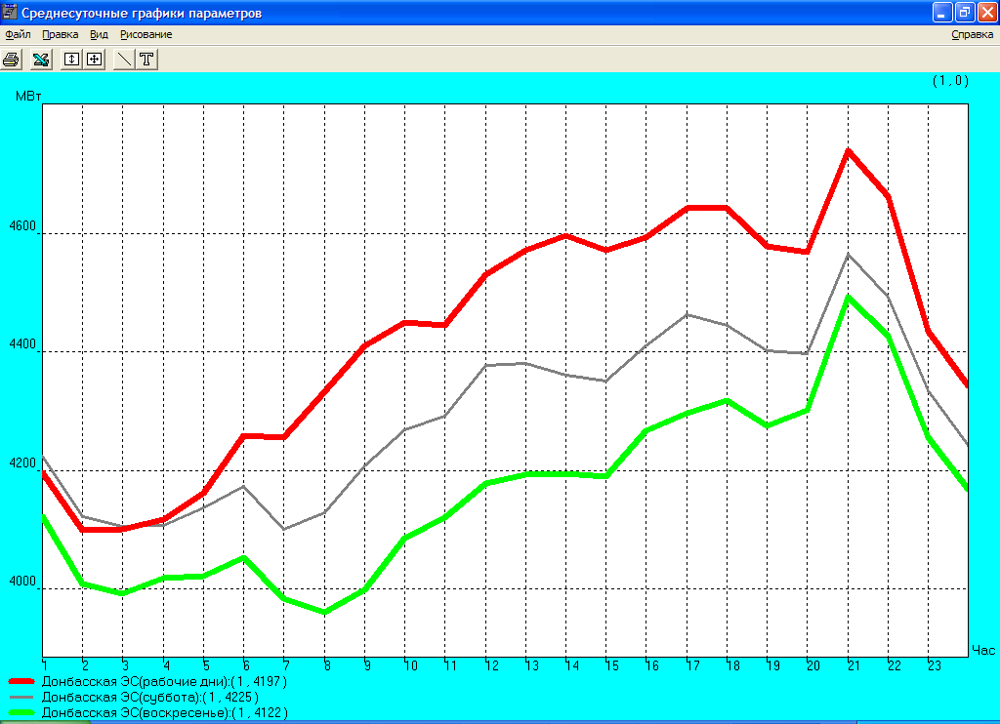 Среднесуточные графики параметров
Файл Правка Вид Рисование Справка
T
(1,0)
МВт
4600
4400
4200
4000
Час
1 2 3 4 5 6 7 8 9 10 11 12 13 14 15 16 17 18 19 20 21 22 23
Донбасская ЭС(рабочие дни):(1,4197)
Донбасская ЭС(суббота):(1,4225)
Донбасская ЭС(воскресенье):(1,4122)